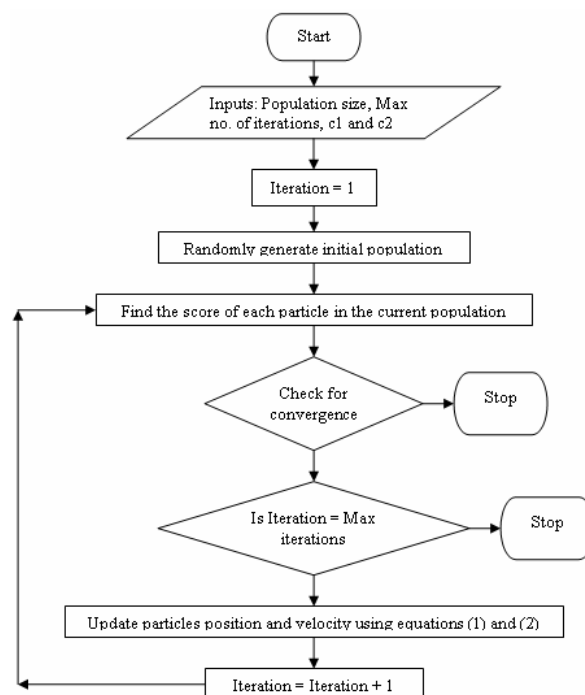 Start
Inputs: Population size, Max
no. of iterations, c1 and c2
Iteration = 1
Randomly generate initial population
Find the score of each particle in the current population
Check for
convergence
Stop
Is Iteration = Max
iterations
Stop
Update particles position and velocity using equations (1) and (2)
Iteration = Iteration + 1